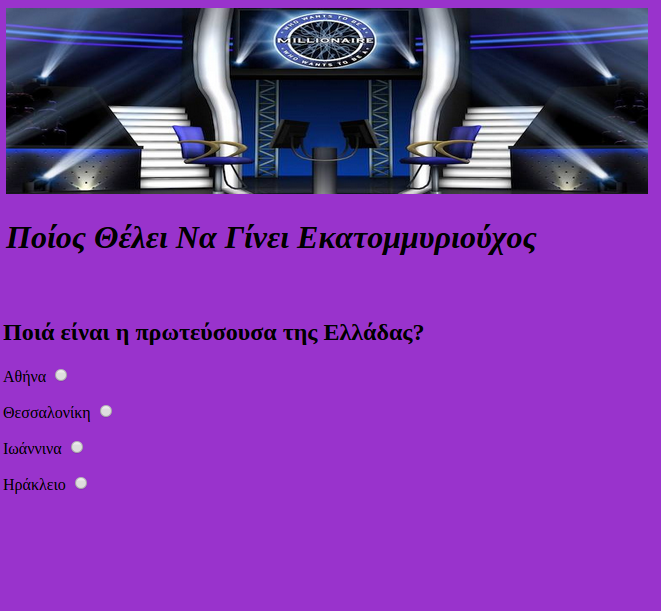 WHO WANTS TO BE A
MILLIONAIRE
WHO WANTS TO BE A
Ποίος Θέλει Να Γίνει Εκατομμυριούχος
Ποιά είναι η πρωτεύσουσα της Ελλάδας?
Αθήνα
Θεσσαλονίκη
Ιωάννινα
Ηράκλειο